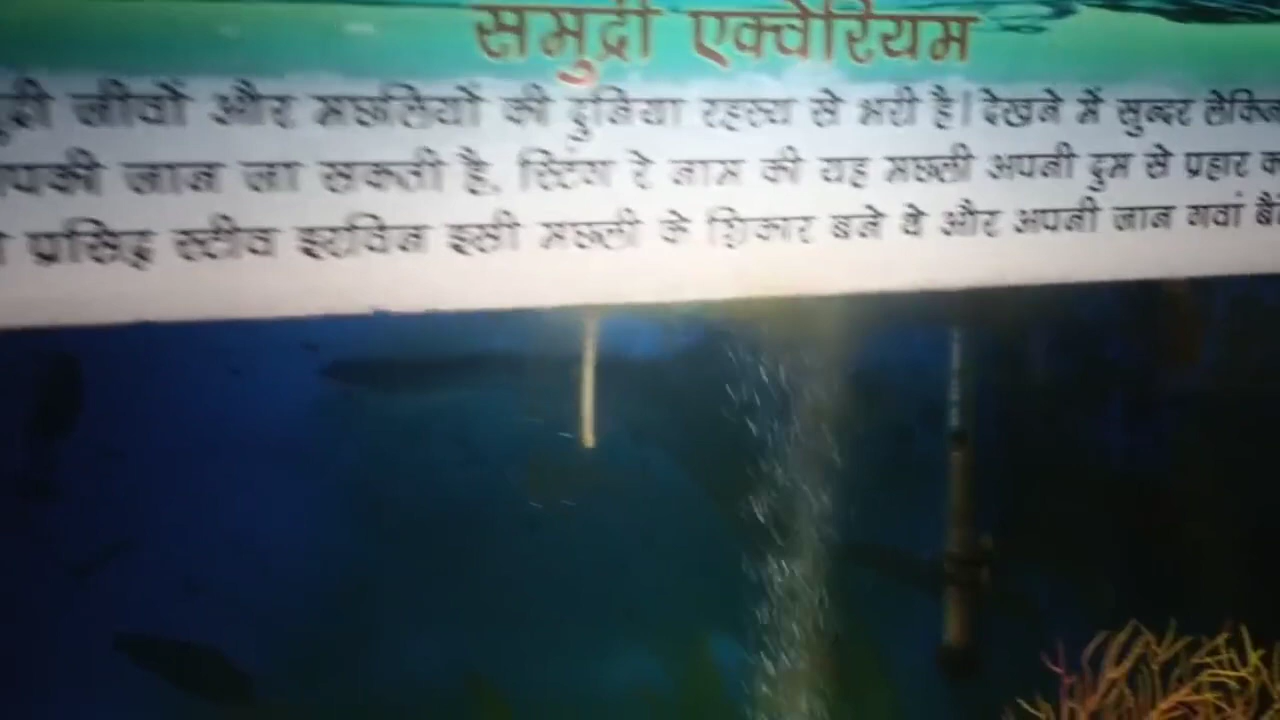 समुद्री एक्वेरियम
जीवों और मछलियों की दुनिया रहस्य से भरी है। देखने में सुन्दर
जान जा सकती है, स्टिंग रे नाम की यह मछली अपनी दुम से प्रहार
प्रसिद्ध स्टीव इरविन इसी मछली के शिकार बने थे और अपनी जान गवां